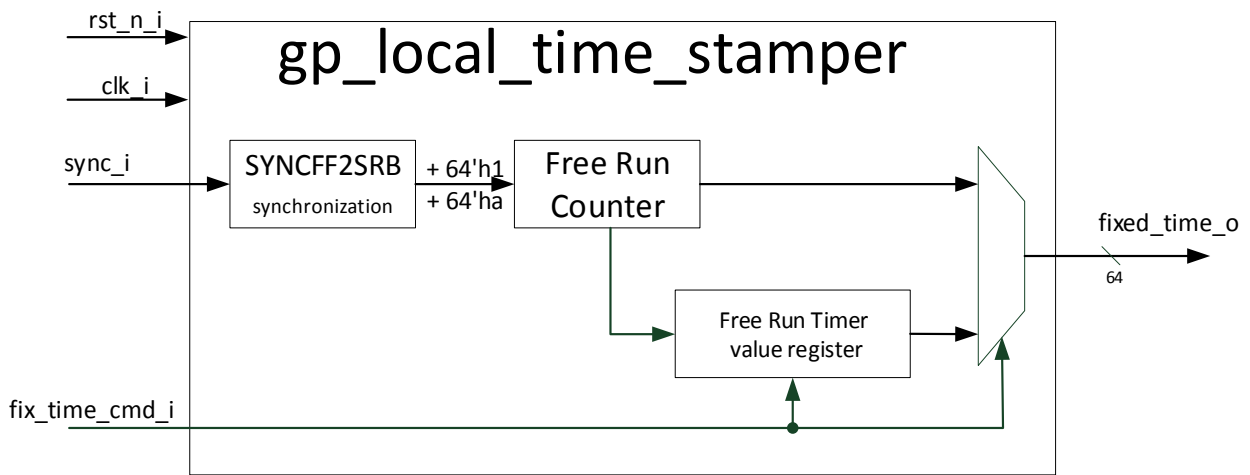 rst_n_i
gp_local_time_stamper
clk_i
sync_i
SYNCFF2SRB
synchronization
+ 64'h1
+ 64'ha
Free Run
Counter
fixed_time_o
64
Free Run Timer
value register
fix_time_cmd_i